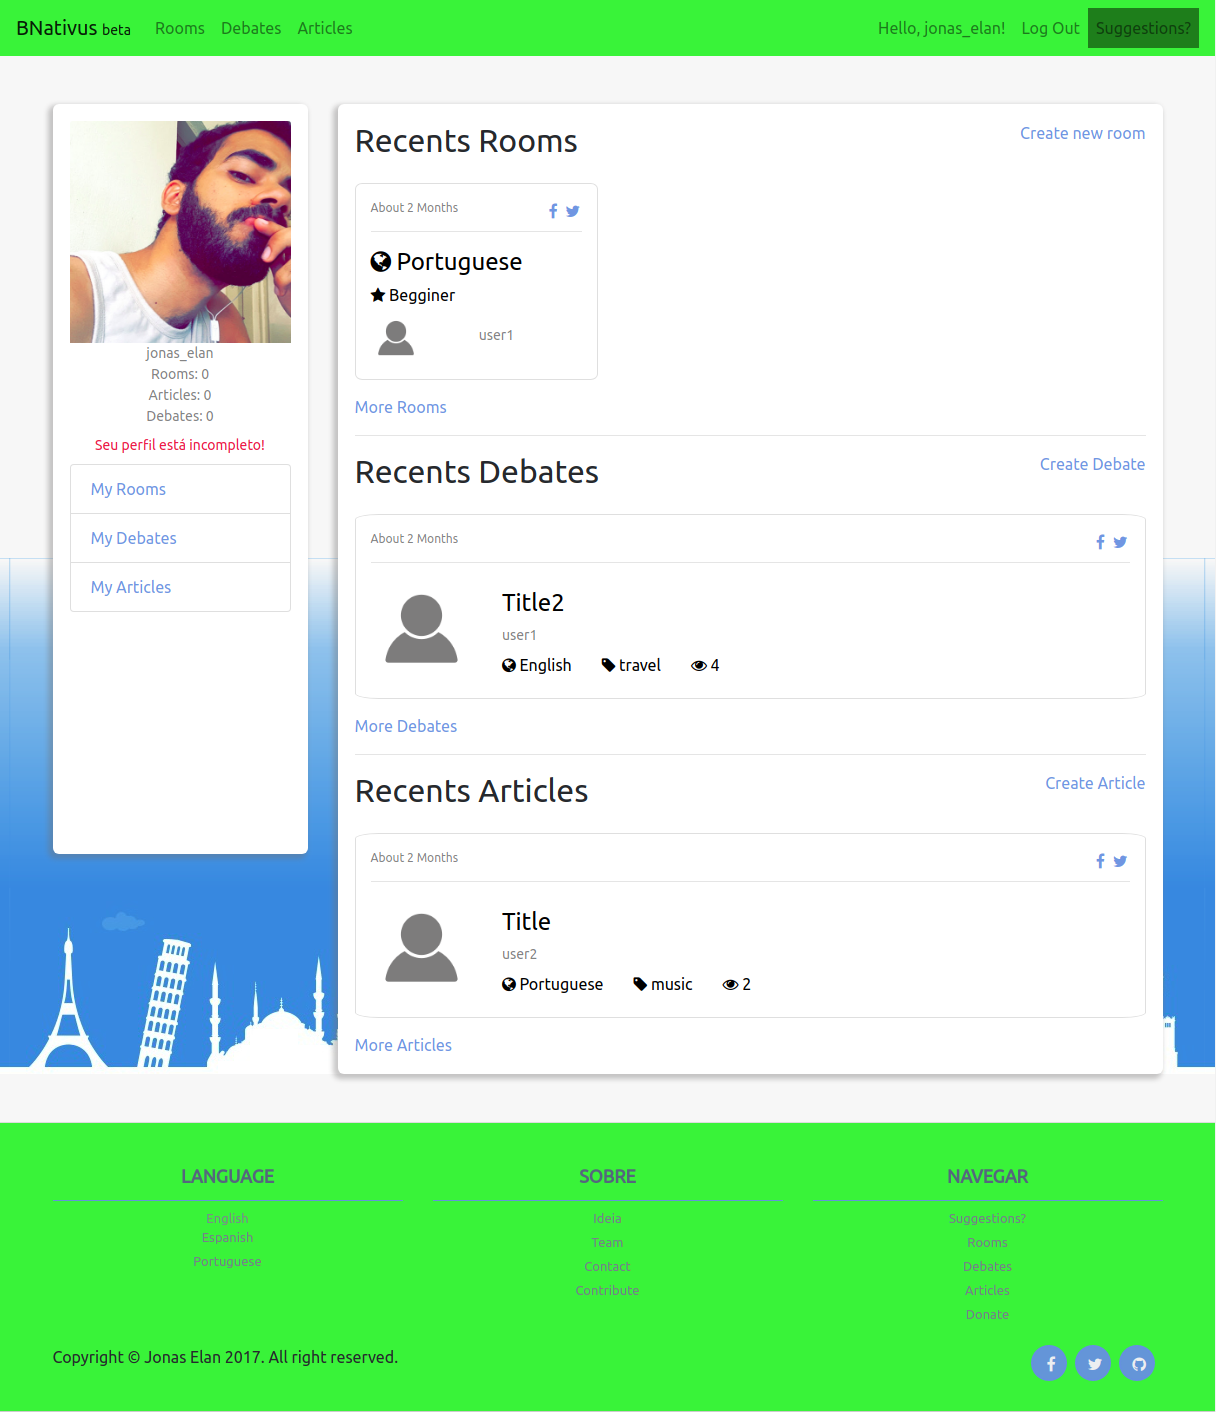 BNativus beta Rooms Debates Articles Hello, jonas_elan! Log Out Suggestions?
jonas_elan
Rooms: 0
Articles: 0
Debates: 0
Seu perfil está incompleto!
My Rooms
My Debates
My Articles
Recents Rooms Create new room
About 2 Months
Portuguese
Begginer
user1
More Rooms
Recents Debates Create Debate
About 2 Months
Title2
user1
English travel 4
More Debates
Recents Articles Create Article
About 2 Months
Title
user2
Portuguese music 2
More Articles
LANGUAGE
English
Espanish
Portuguese
SOBRE
Ideia
Team
Contact
Contribute
NAVEGAR
Suggestions?
Rooms
Debates
Articles
Donate
Copyright © Jonas Elan 2017. All right reserved.